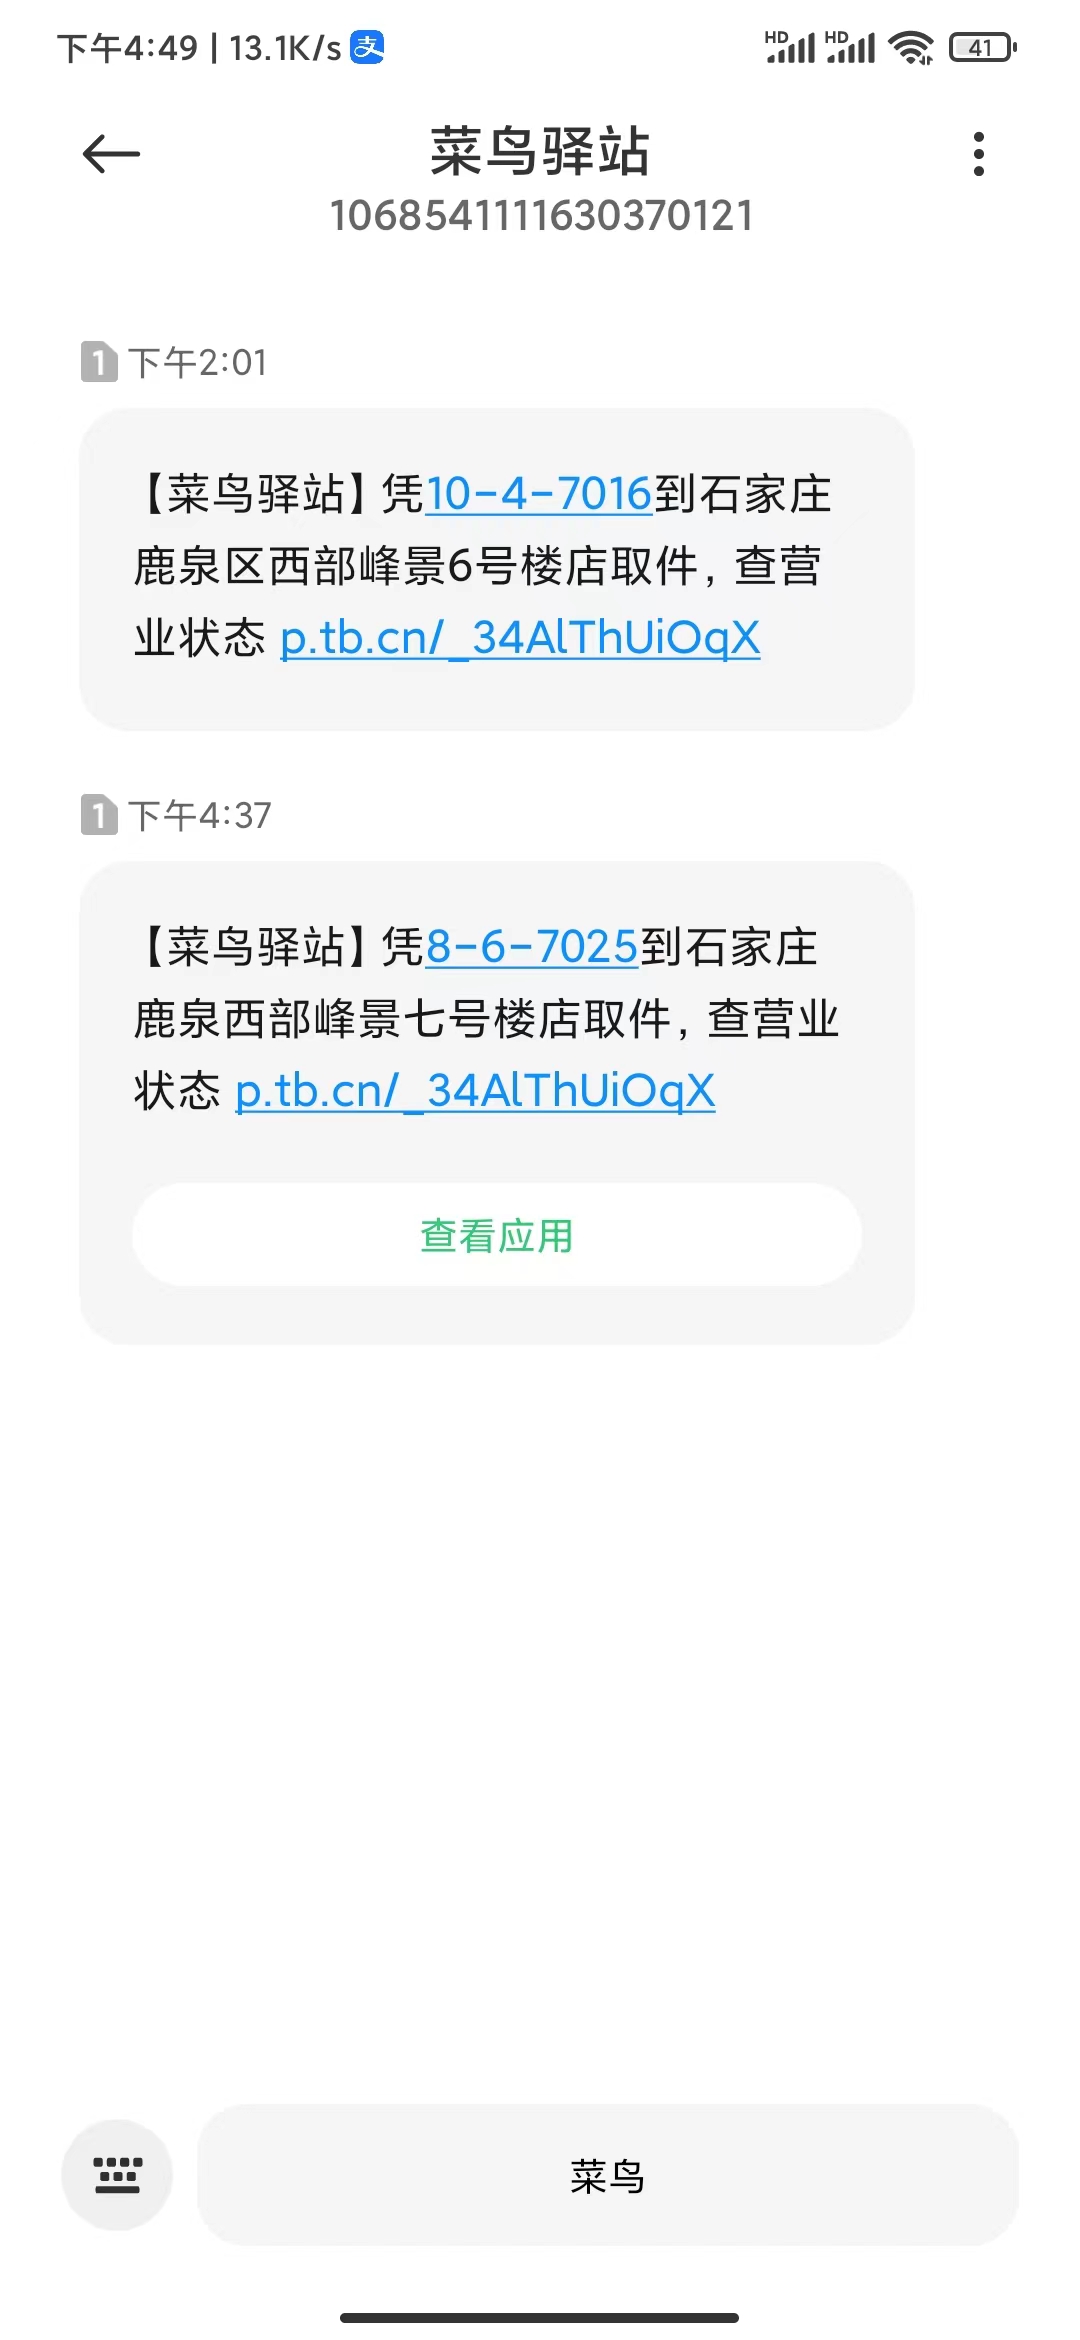 下午4:49 | 13.1K/s 支
HD HD 41
菜鸟驿站
1068541111630370121
1 下午2:01
【菜鸟驿站】凭10-4-7016到石家庄
鹿泉区西部峰景6号楼店取件，查营
业状态 p.tb.cn/_34AlThUiOqX
1 下午4:37
【菜鸟驿站】凭8-6-7025到石家庄
鹿泉西部峰景七号楼店取件，查营业
状态 p.tb.cn/_34AlThUiOqX
查看应用
菜鸟